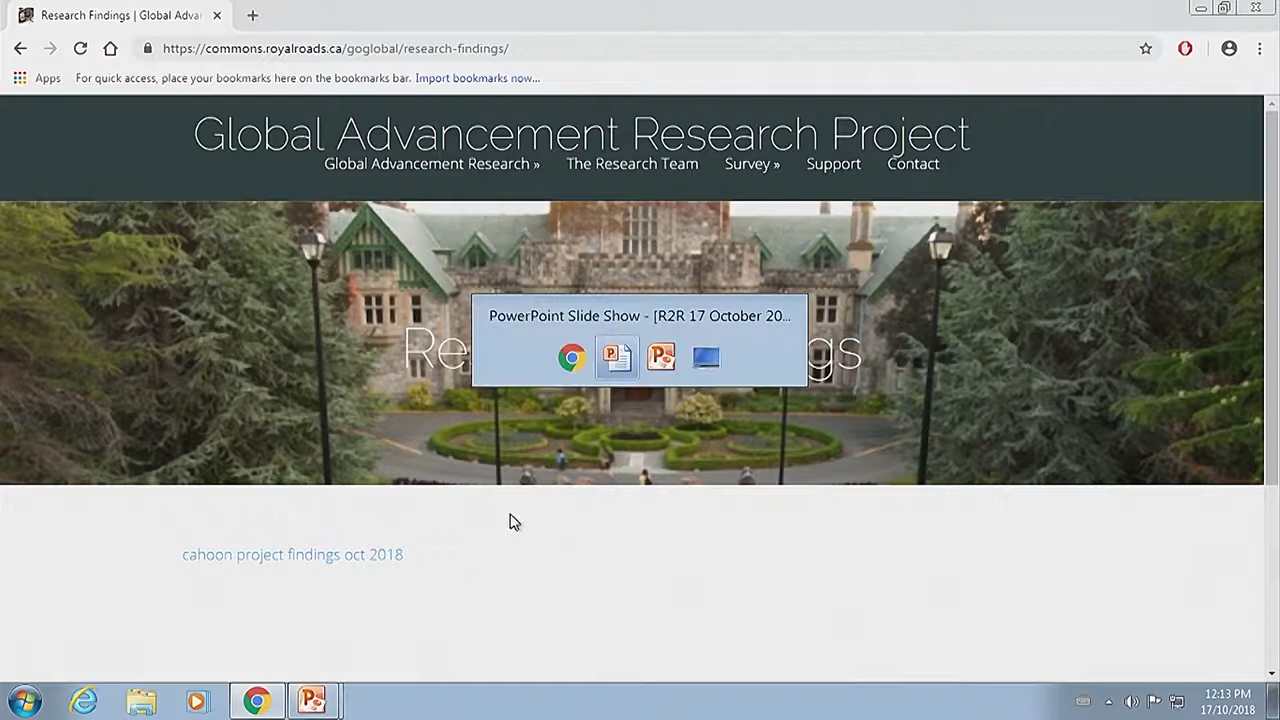 Research Findings | Global Advar
https://commons.royalroads.ca/goglobal/research-findings/
Apps For quick access, place your bookmarks here on the bookmarks bar. Import bookmarks now...
Global Advancement Research Project
Global Advancement Research » The Research Team Survey » Support Contact
PowerPoint Slide Show - [R2R 17 October 20...
Re gs
cahoon project findings oct 2018
12:13 PM
17/10/2018